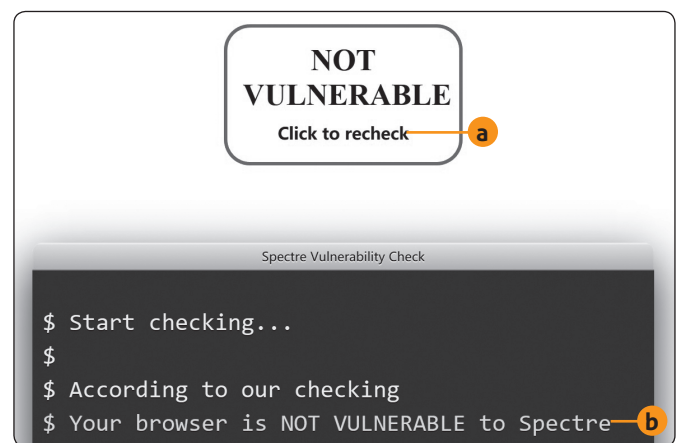 NOT
VULNERABLE
Click to recheck
a
Spectre Vulnerability Check
$ Start checking...
$
$ According to our checking
$ Your browser is NOT VULNERABLE to Spectre
b